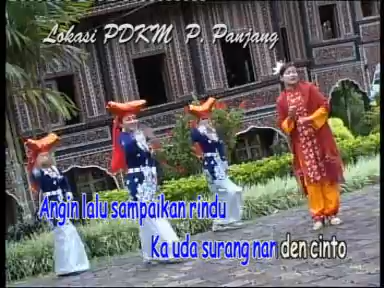 Lokasi PDKM P. Panjang
Angin lalu sampaikan rindu
Ka uda surang nan den cinto